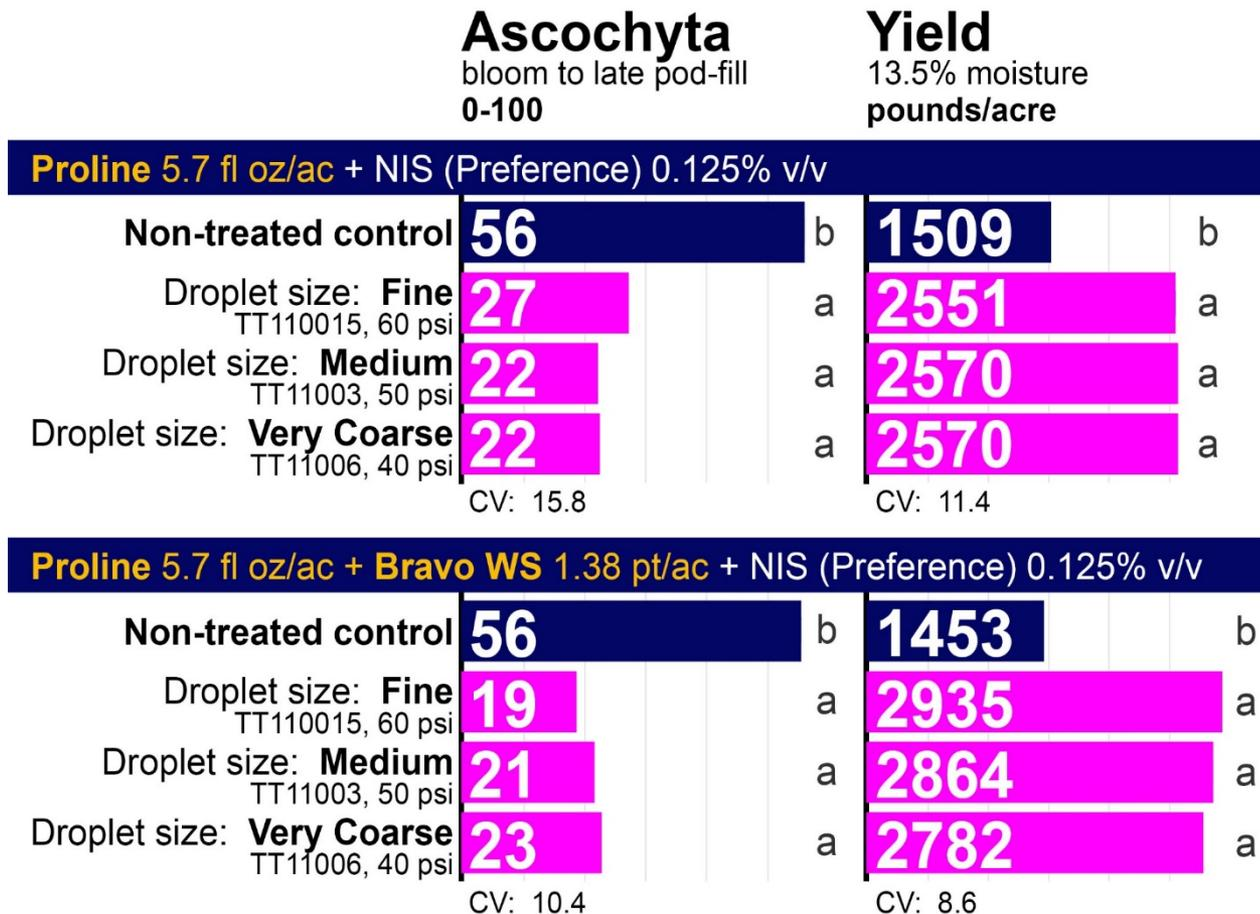 Ascochyta
bloom to late pod-fill
0-100
Yield
13.5% moisture
pounds/acre
Proline 5.7 fl oz/ac + NIS (Preference) 0.125% v/v
Non-treated control 56 b 1509 b
Droplet size: Fine
TT110015, 60 psi
27 a 2551 a
Droplet size: Medium
TT11003, 50 psi
22 a 2570 a
Droplet size: Very Coarse
TT11006, 40 psi
22 a 2570 a
CV: 15.8 CV: 11.4
Proline 5.7 fl oz/ac + Bravo WS 1.38 pt/ac + NIS (Preference) 0.125% v/v
Non-treated control 56 b 1453 b
Droplet size: Fine
TT110015, 60 psi
19 a 2935 a
Droplet size: Medium
TT11003, 50 psi
21 a 2864 a
Droplet size: Very Coarse
TT11006, 40 psi
23 a 2782 a
CV: 10.4 CV: 8.6